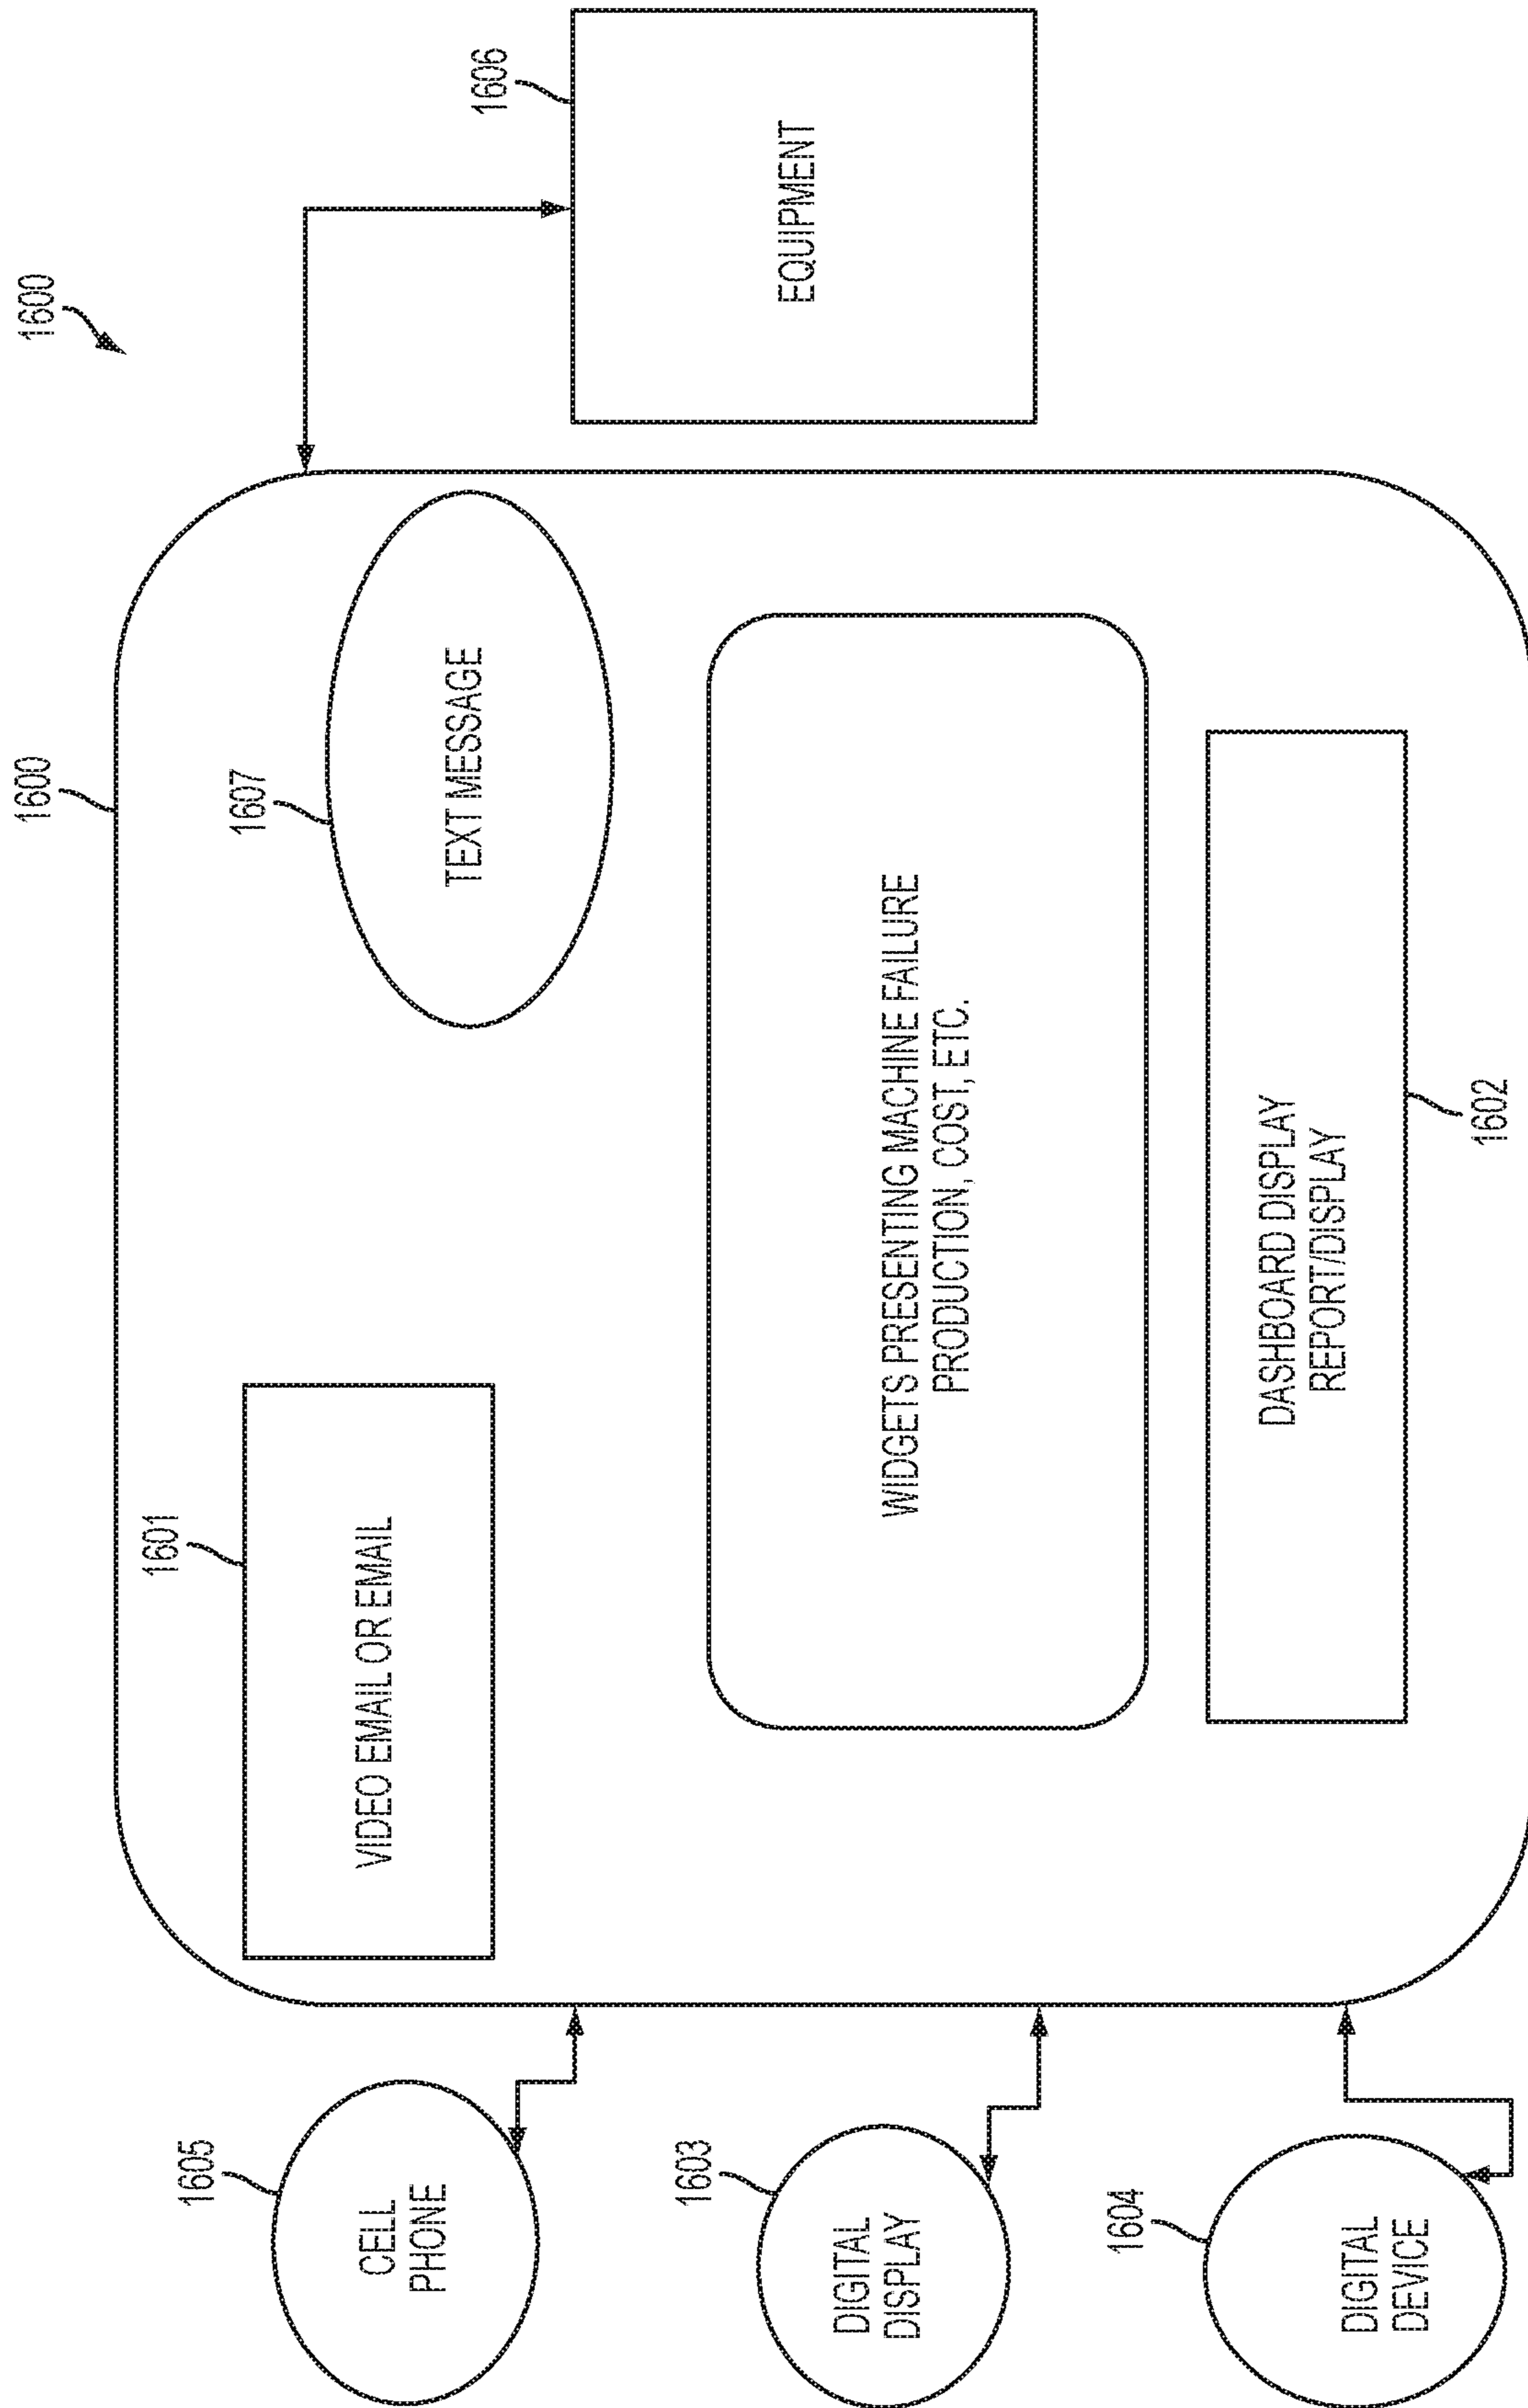 1600
1600
1605
CELL
PHONE
1601
VIDEO EMAIL OR EMAIL
1607
TEXT MESSAGE
1606
EQUIPMENT
1603
DIGITAL
DISPLAY
WIDGETS PRESENTING MACHINE FAILURE
PRODUCTION, COST, ETC.
1604
DIGITAL
DEVICE
DASHBOARD DISPLAY
REPORT/DISPLAY
1602